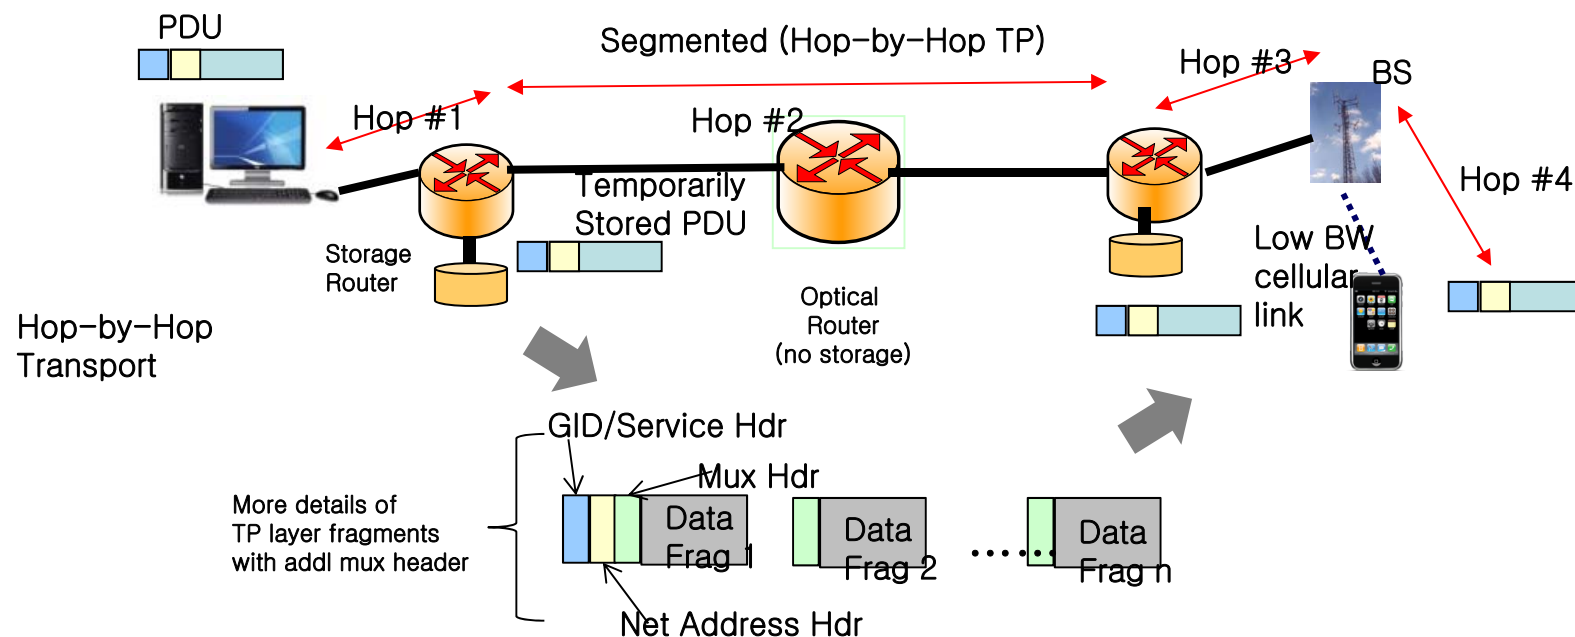 PDU
Segmented (Hop-by-Hop TP)
Hop #3
BS
Hop #1
Hop #2
Hop #4
Temporarily
Stored PDU
Storage
Router
Low BW
cellular
link
Optical
Router
(no storage)
Hop-by-Hop
Transport
GID/Service Hdr
Mux Hdr
More details of
TP layer fragments
with addl mux header
Data
Frag 1
Data
Frag 2
......
Data
Frag n
Net Address Hdr